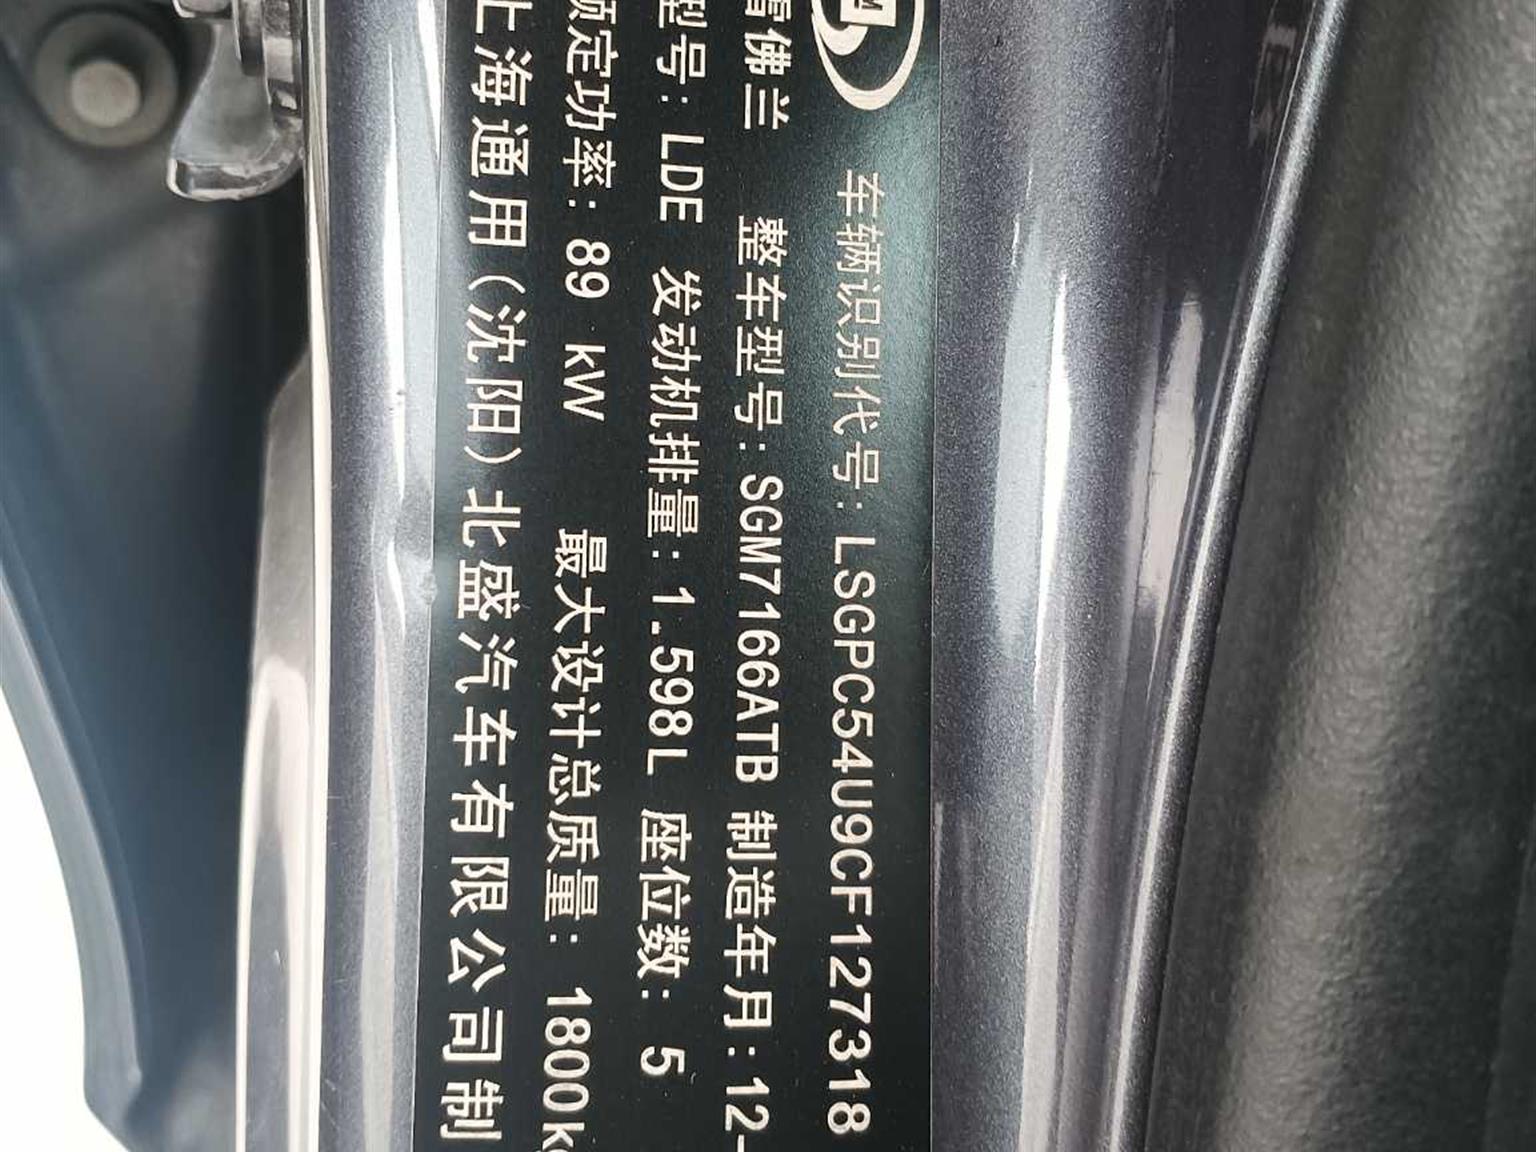 车辆识别代号:LSGPC54U9CF127318
雪佛兰 整车型号:SGM7166ATB 制造年月:12-
型号:LDE 发动机排量:1.598L 座位数:5
额定功率:89 kW 最大设计总质量:1800kg
上海通用(沈阳)北盛汽车有限公司制